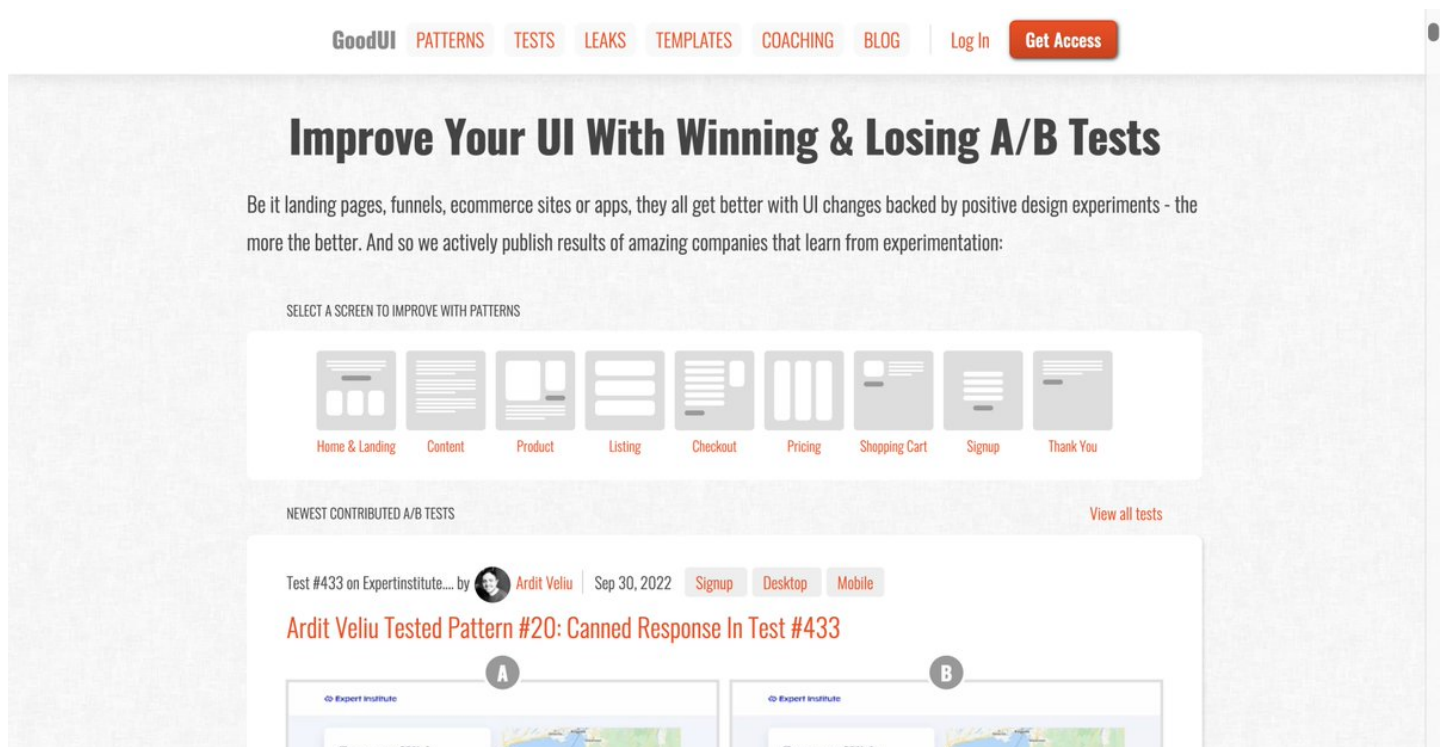 GoodUI PATTERNS TESTS LEAKS TEMPLATES COACHING BLOG Log In Get Access
Improve Your UI With Winning & Losing A/B Tests
Be it landing pages, funnels, ecommerce sites or apps, they all get better with UI changes backed by positive design experiments - the
more the better. And so we actively publish results of amazing companies that learn from experimentation:
SELECT A SCREEN TO IMPROVE WITH PATTERNS
Home & Landing Content Product Listing Checkout Pricing Shopping Cart Signup Thank You
NEWEST CONTRIBUTED A/B TESTS View all tests
Test #433 on Expertinstitute.... by Ardit Veliu Sep 30, 2022 Signup Desktop Mobile
Ardit Veliu Tested Pattern #20: Canned Response In Test #433
A B
Expert Institute Expert Institute